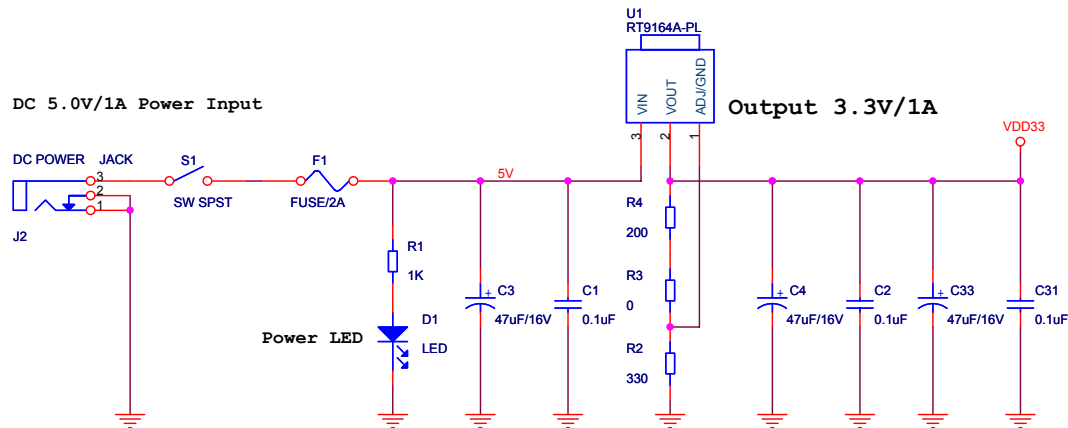 U1
RT9164A-PL
VIN
VOUT
ADJ/GND
3
2
1
DC 5.0V/1A Power Input
Output 3.3V/1A
VDD33
DC POWER JACK
3
2
1
J2
S1
SW SPST
F1
FUSE/2A
5V
R1
1K
Power LED
D1
LED
C3
47uF/16V
C1
0.1uF
R4
200
R3
0
R2
330
C4
47uF/16V
C2
0.1uF
C33
47uF/16V
C31
0.1uF
+
+
+